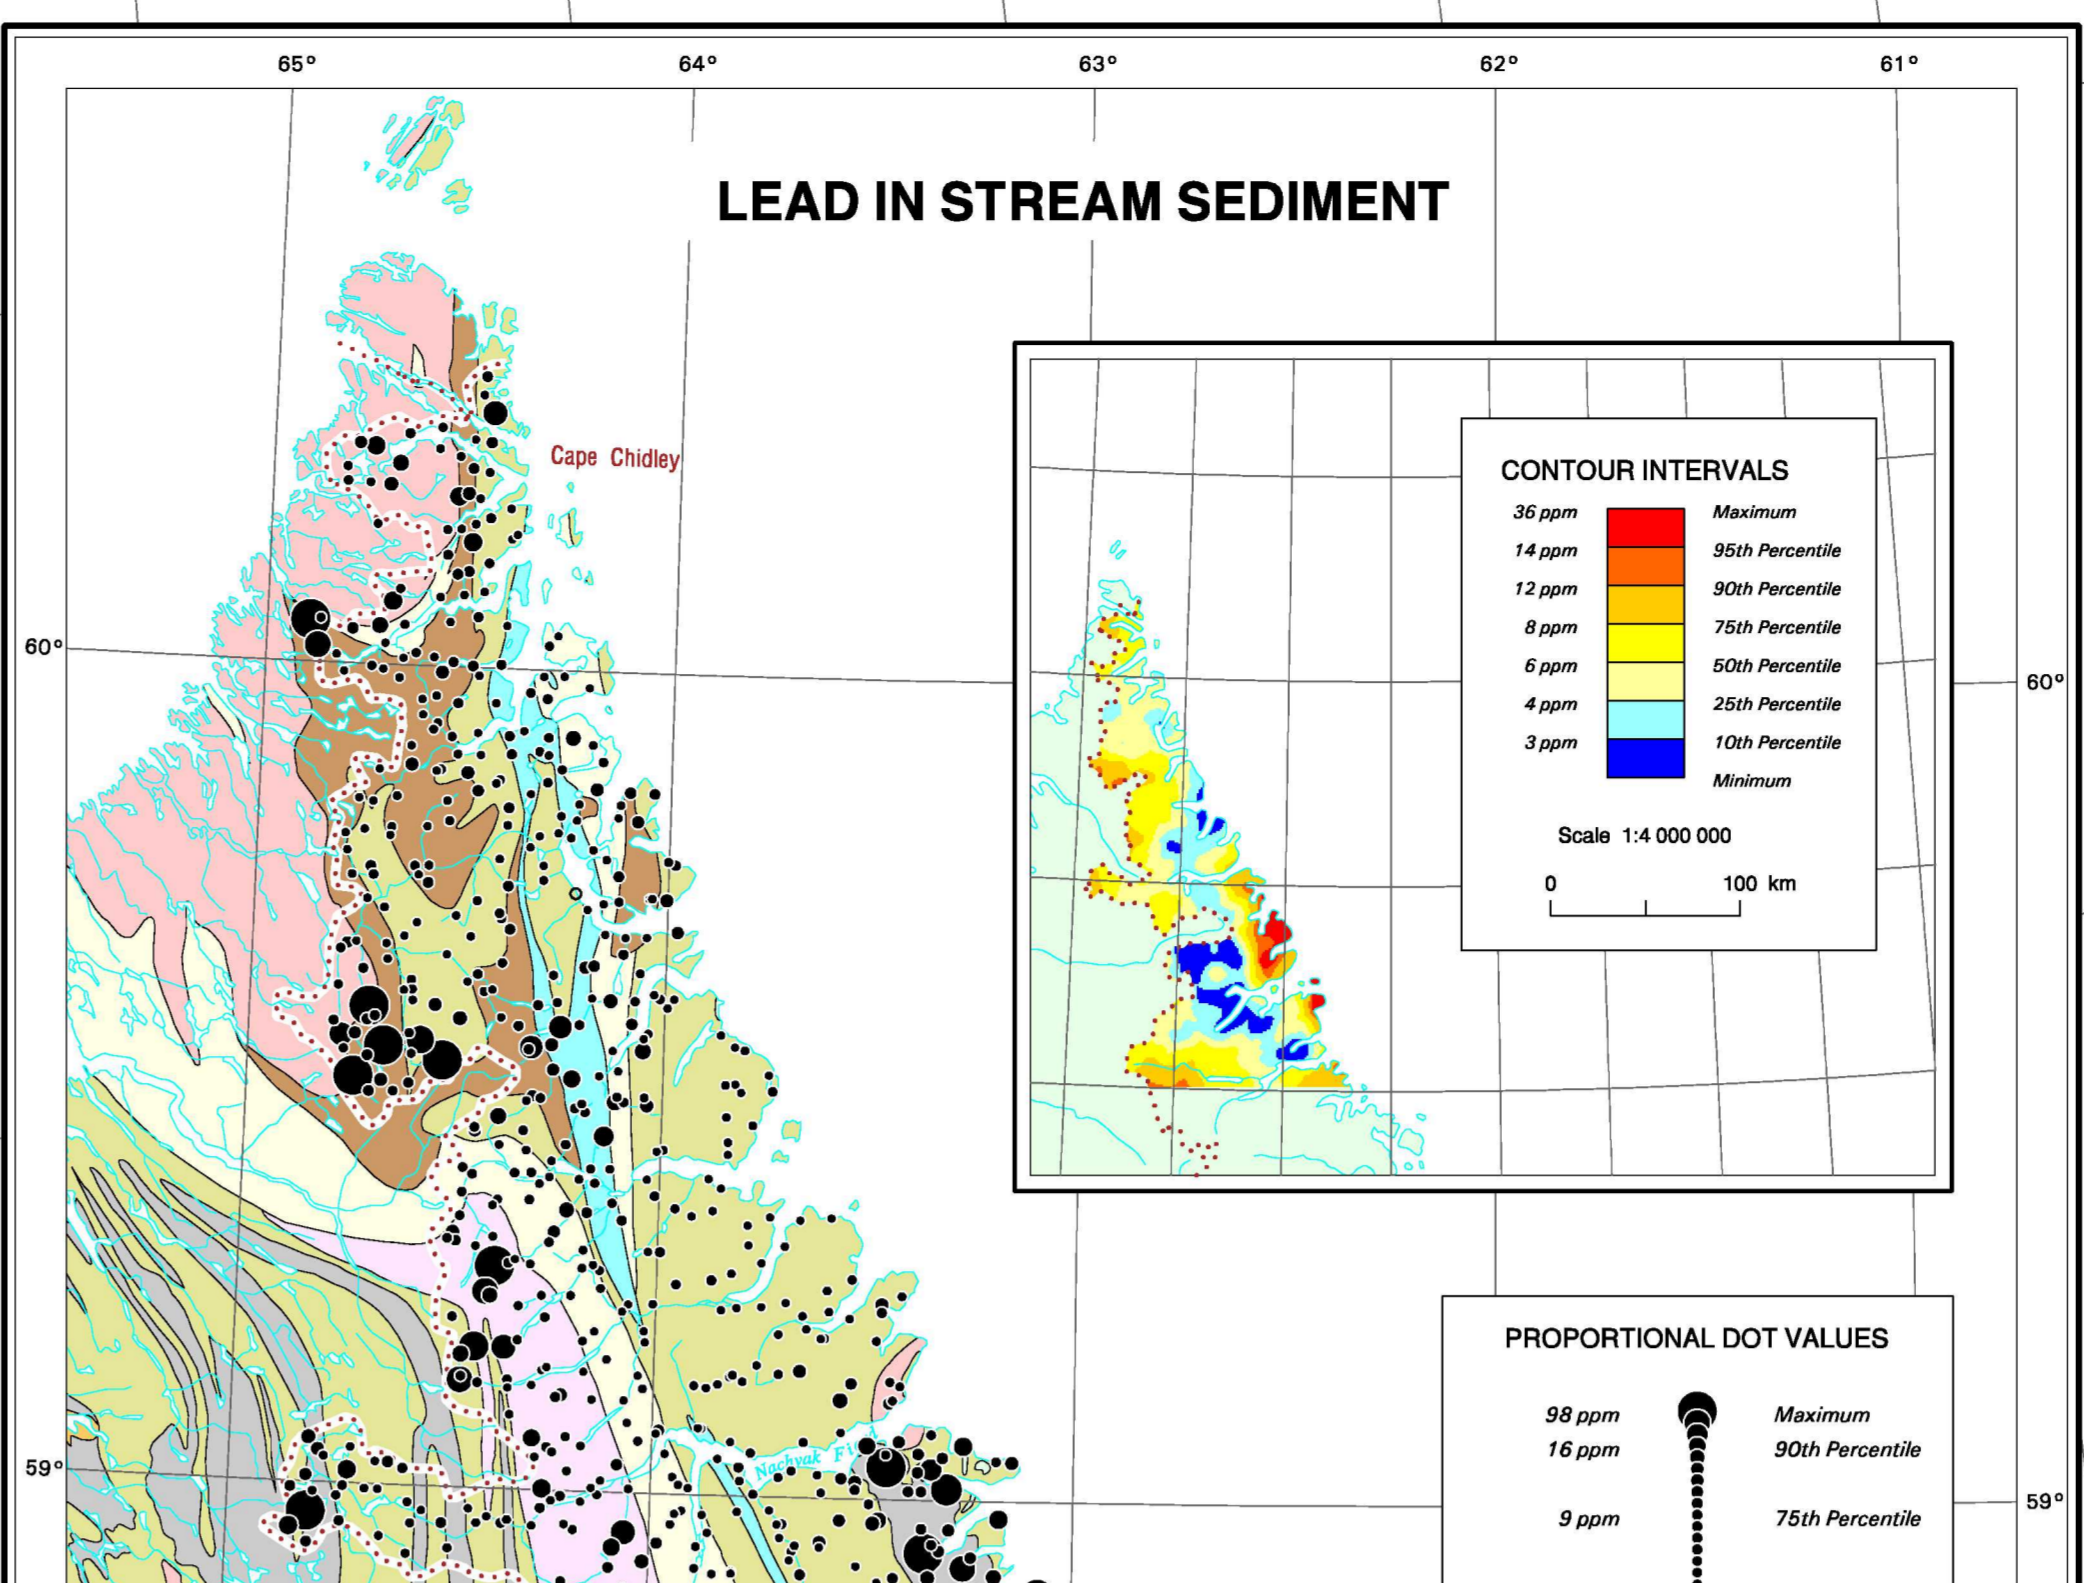 65° 64° 63° 62° 61°
LEAD IN STREAM SEDIMENT
Cape Chidley
CONTOUR INTERVALS
36 ppm Maximum
14 ppm 95th Percentile
12 ppm 90th Percentile
8 ppm 75th Percentile
6 ppm 50th Percentile
4 ppm 25th Percentile
3 ppm 10th Percentile
Minimum
Scale 1:4 000 000
0 100 km
60° 60°
PROPORTIONAL DOT VALUES
98 ppm Maximum
16 ppm 90th Percentile
9 ppm 75th Percentile
Nachvak Fiord
59° 59°